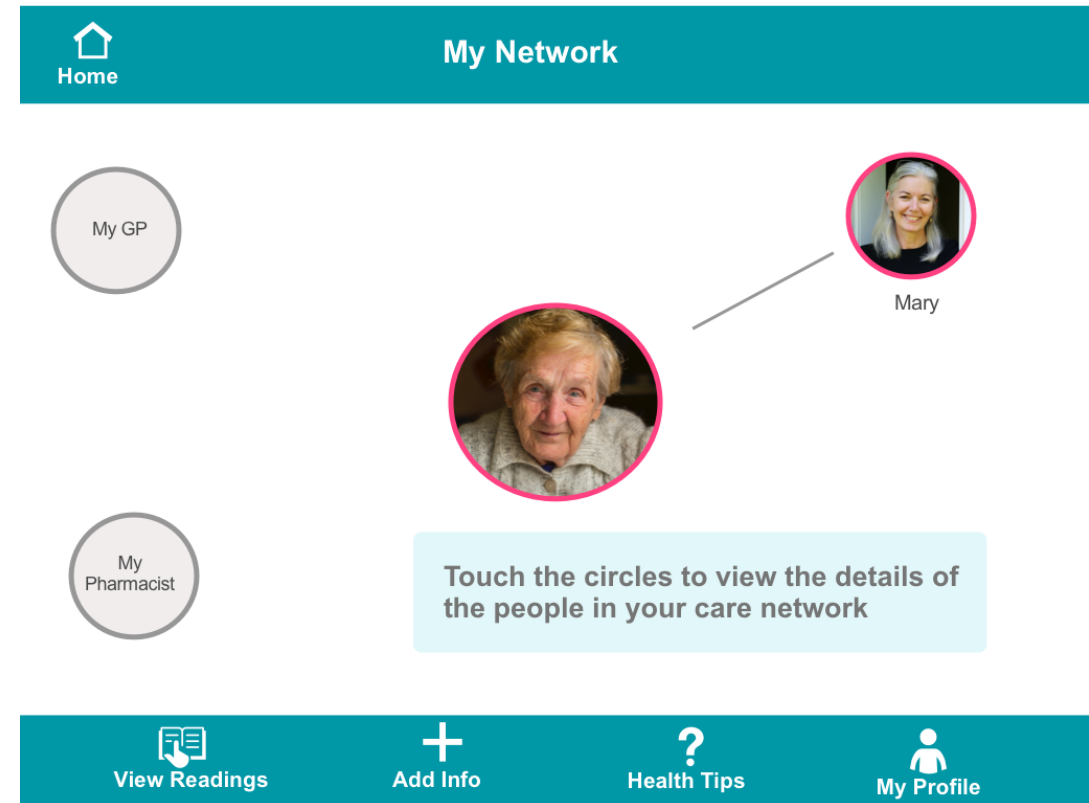 Home
My Network
My GP
Mary
My
Pharmacist
Touch the circles to view the details of
the people in your care network
View Readings
Add Info
?
Health Tips
My Profile